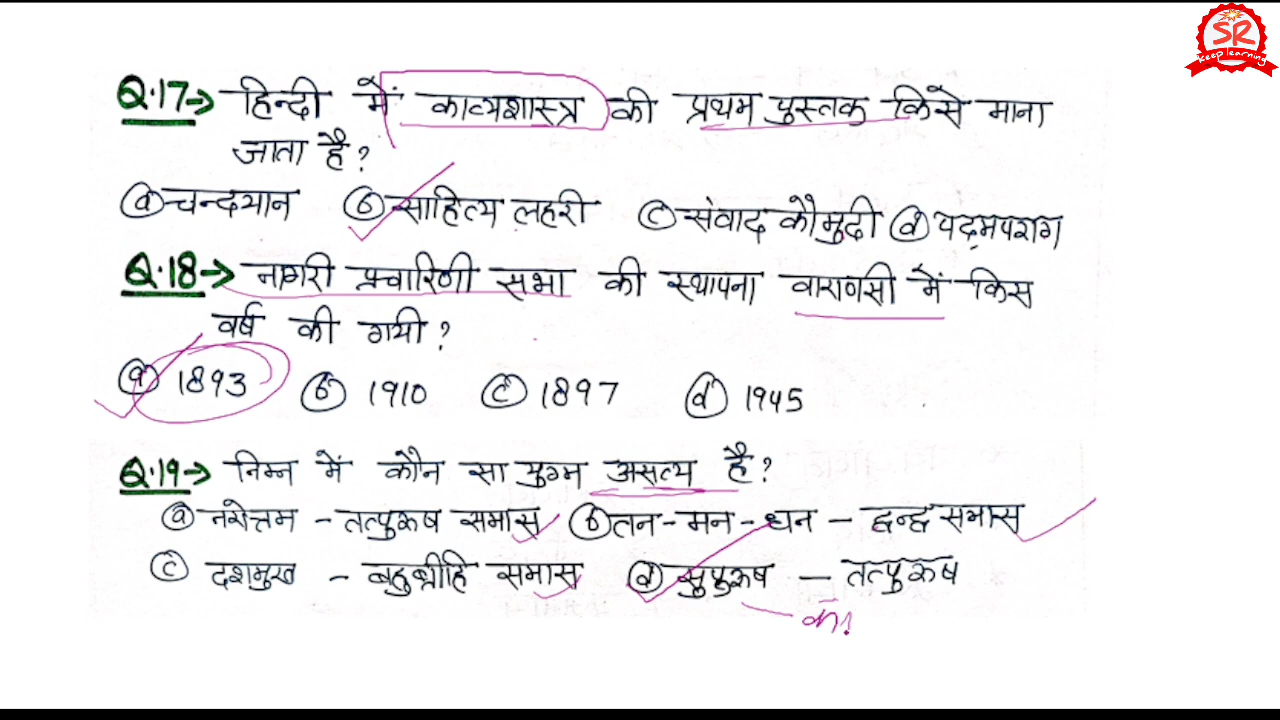 SR
keep learning
Q.17→ हिन्दी में काव्यशास्त्र की प्रथम पुस्तक किसे माना
जाता है?
(a) चन्दयान (b) साहित्य लहरी (c) संवाद कौमुदी (d) पद्मपराग
Q.18→ नागरी प्रचारिणी सभा की स्थापना वाराणसी में किस
वर्ष की गयी?
(a) 1893 (b) 1910 (c) 1897 (d) 1945
Q.19→ निम्न में कौन सा युग्म असत्य है?
(a) नरोत्तम - तत्पुरूष समास (b) तन-मन-धन - द्वन्द्व समास
(c) दशमुख - बहुब्रीहि समास (d) सुपुरूष - तत्पुरूष